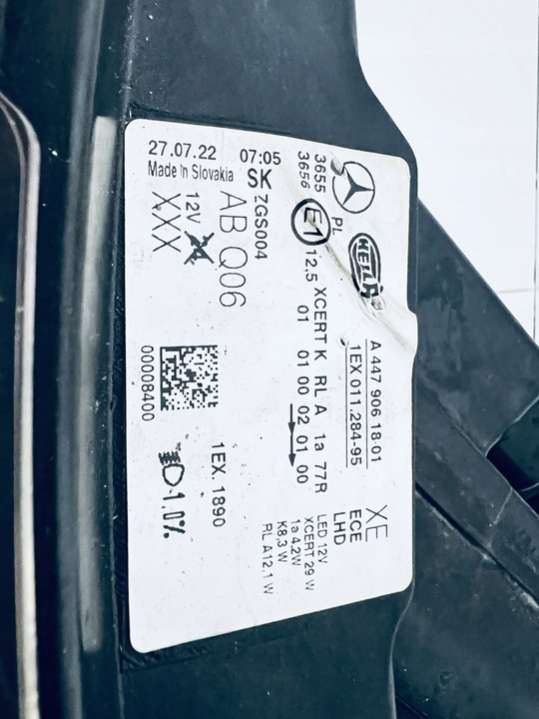 27.07.22 07:05
Made in Slovakia SK
HELLA
A 447 906 18 01
1EX 011.284-95
XE
ECE
LHD
LED 12V
XCERT 29 W
1a 4,2W
K8,3 W
RL A12,1 W
PL
3655
3656
E1
12,5 XCERT K RL A 1a 77R
01 01 00 02 01 00
ZGS004
AB Q06
12V
XXX
1EX. 1890
1,0%
00008400